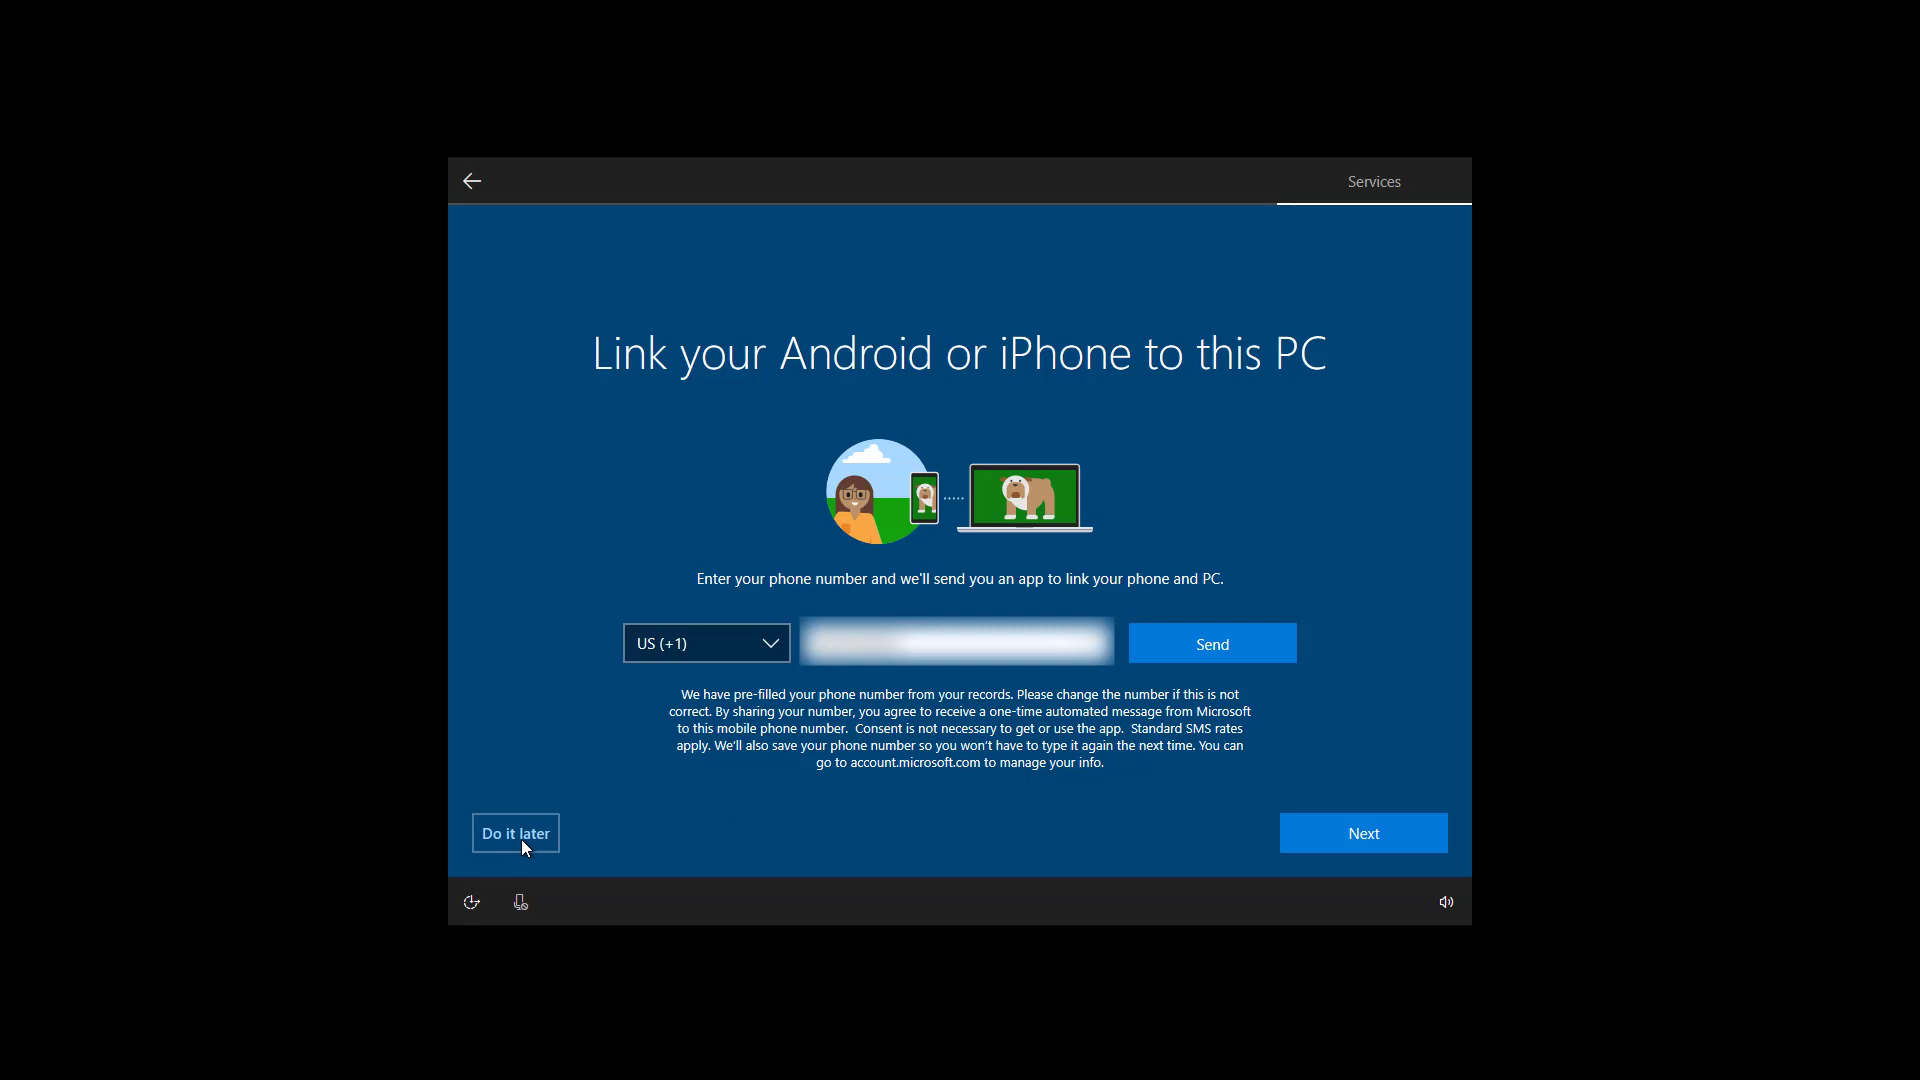 Services
Link your Android or iPhone to this PC
Enter your phone number and we'll send you an app to link your phone and PC.
US (+1)
Send
We have pre-filled your phone number from your records. Please change the number if this is not
correct. By sharing your number, you agree to receive a one-time automated message from Microsoft
to this mobile phone number.  Consent is not necessary to get or use the app.  Standard SMS rates
apply. We'll also save your phone number so you won't have to type it again the next time. You can
go to account.microsoft.com to manage your info.
Do it later
Next